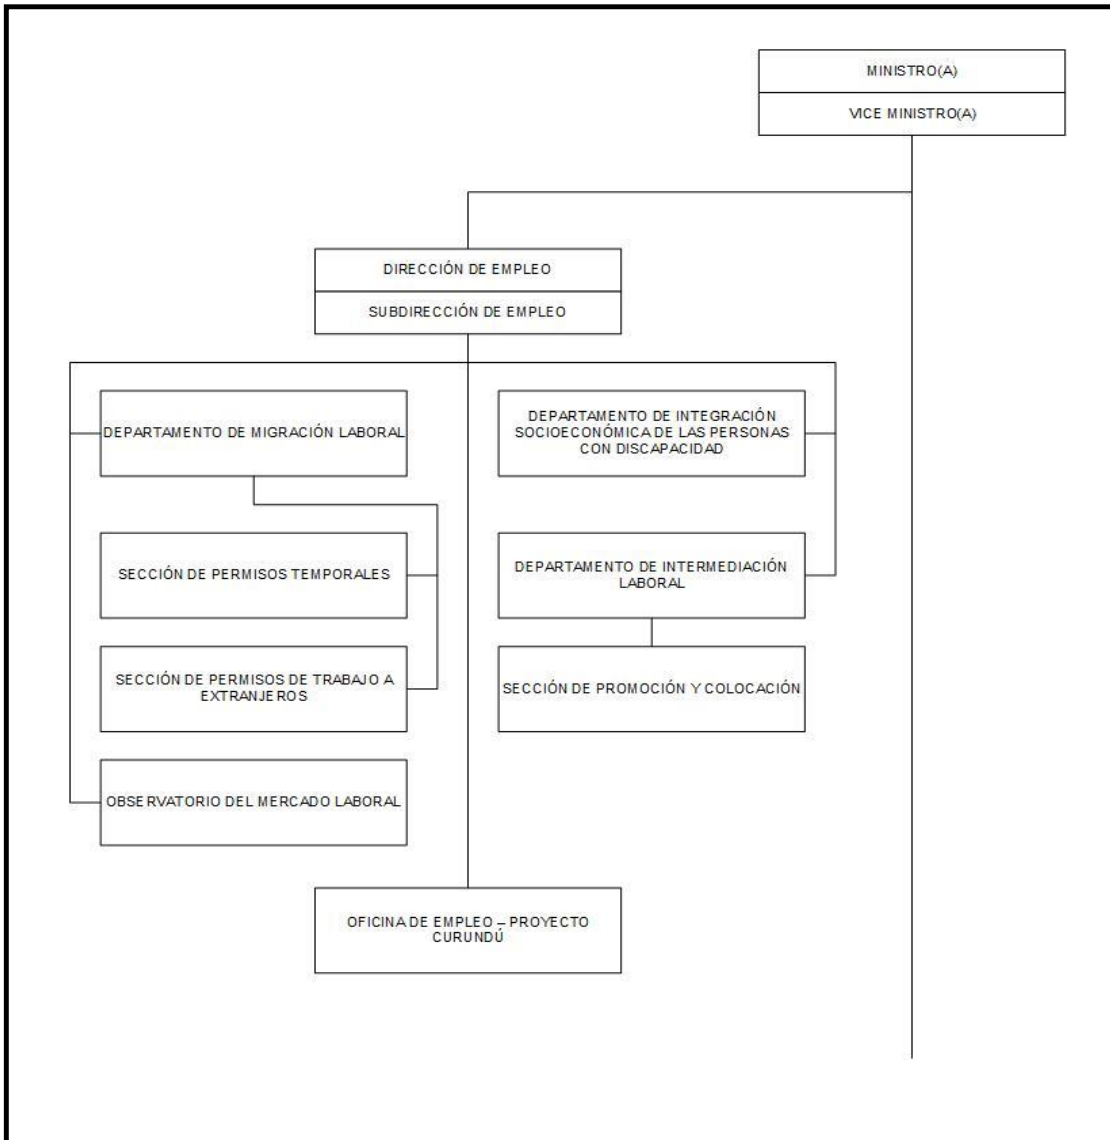 MINISTRO(A)
VICE MINISTRO(A)
DIRECCIÓN DE EMPLEO
SUBDIRECCIÓN DE EMPLEO
DEPARTAMENTO DE MIGRACIÓN LABORAL
SECCIÓN DE PERMISOS TEMPORALES
SECCIÓN DE PERMISOS DE TRABAJO A
EXTRANJEROS
OBSERVATORIO DEL MERCADO LABORAL
DEPARTAMENTO DE INTEGRACIÓN
SOCIOECONÓMICA DE LAS PERSONAS
CON DISCAPACIDAD
DEPARTAMENTO DE INTERMEDIACIÓN
LABORAL
SECCIÓN DE PROMOCIÓN Y COLOCACIÓN
OFICINA DE EMPLEO – PROYECTO
CURUNDÚ